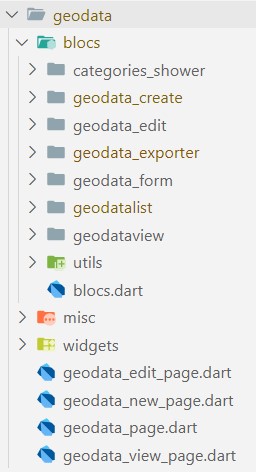 geodata
blocs
categories_shower
geodata_create
geodata_edit
geodata_exporter
geodata_form
geodatalist
geodataview
utils
blocs.dart
misc
widgets
geodata_edit_page.dart
geodata_new_page.dart
geodata_page.dart
geodata_view_page.dart